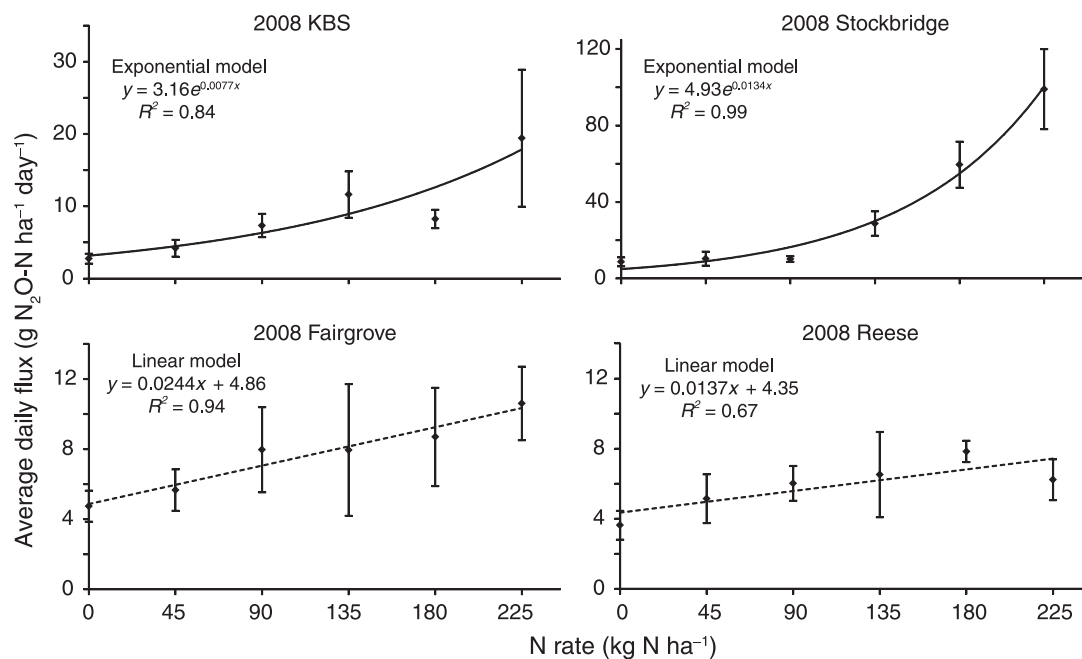 2008 KBS
Exponential model
y = 3.16e^0.0077x
R² = 0.84
30
20
10
0
2008 Stockbridge
Exponential model
y = 4.93e^0.0134x
R² = 0.99
120
80
40
0
2008 Fairgrove
Linear model
y = 0.0244x + 4.86
R² = 0.94
12
8
4
0
0 45 90 135 180 225
2008 Reese
Linear model
y = 0.0137x + 4.35
R² = 0.67
12
8
4
0
0 45 90 135 180 225
Average daily flux (g N₂O-N ha⁻¹ day⁻¹)
N rate (kg N ha⁻¹)